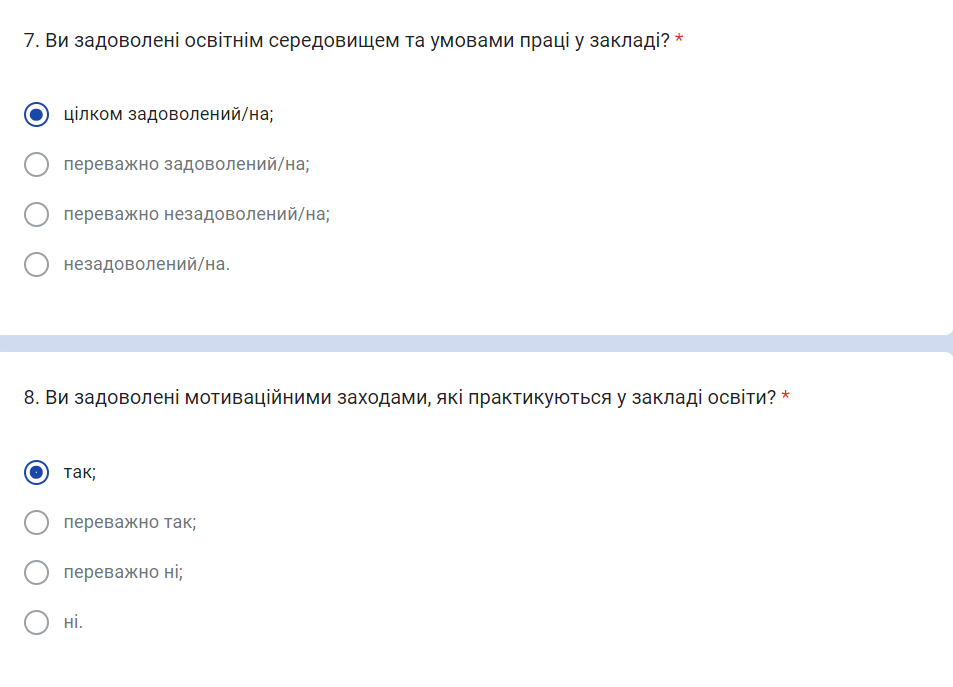 7. Ви задоволені освітнім середовищем та умовами праці у закладі? *
цілком задоволений/на;
переважно задоволений/на;
переважно незадоволений/на;
незадоволений/на.
8. Ви задоволені мотиваційними заходами, які практикуються у закладі освіти? *
так;
переважно так;
переважно ні;
ні.